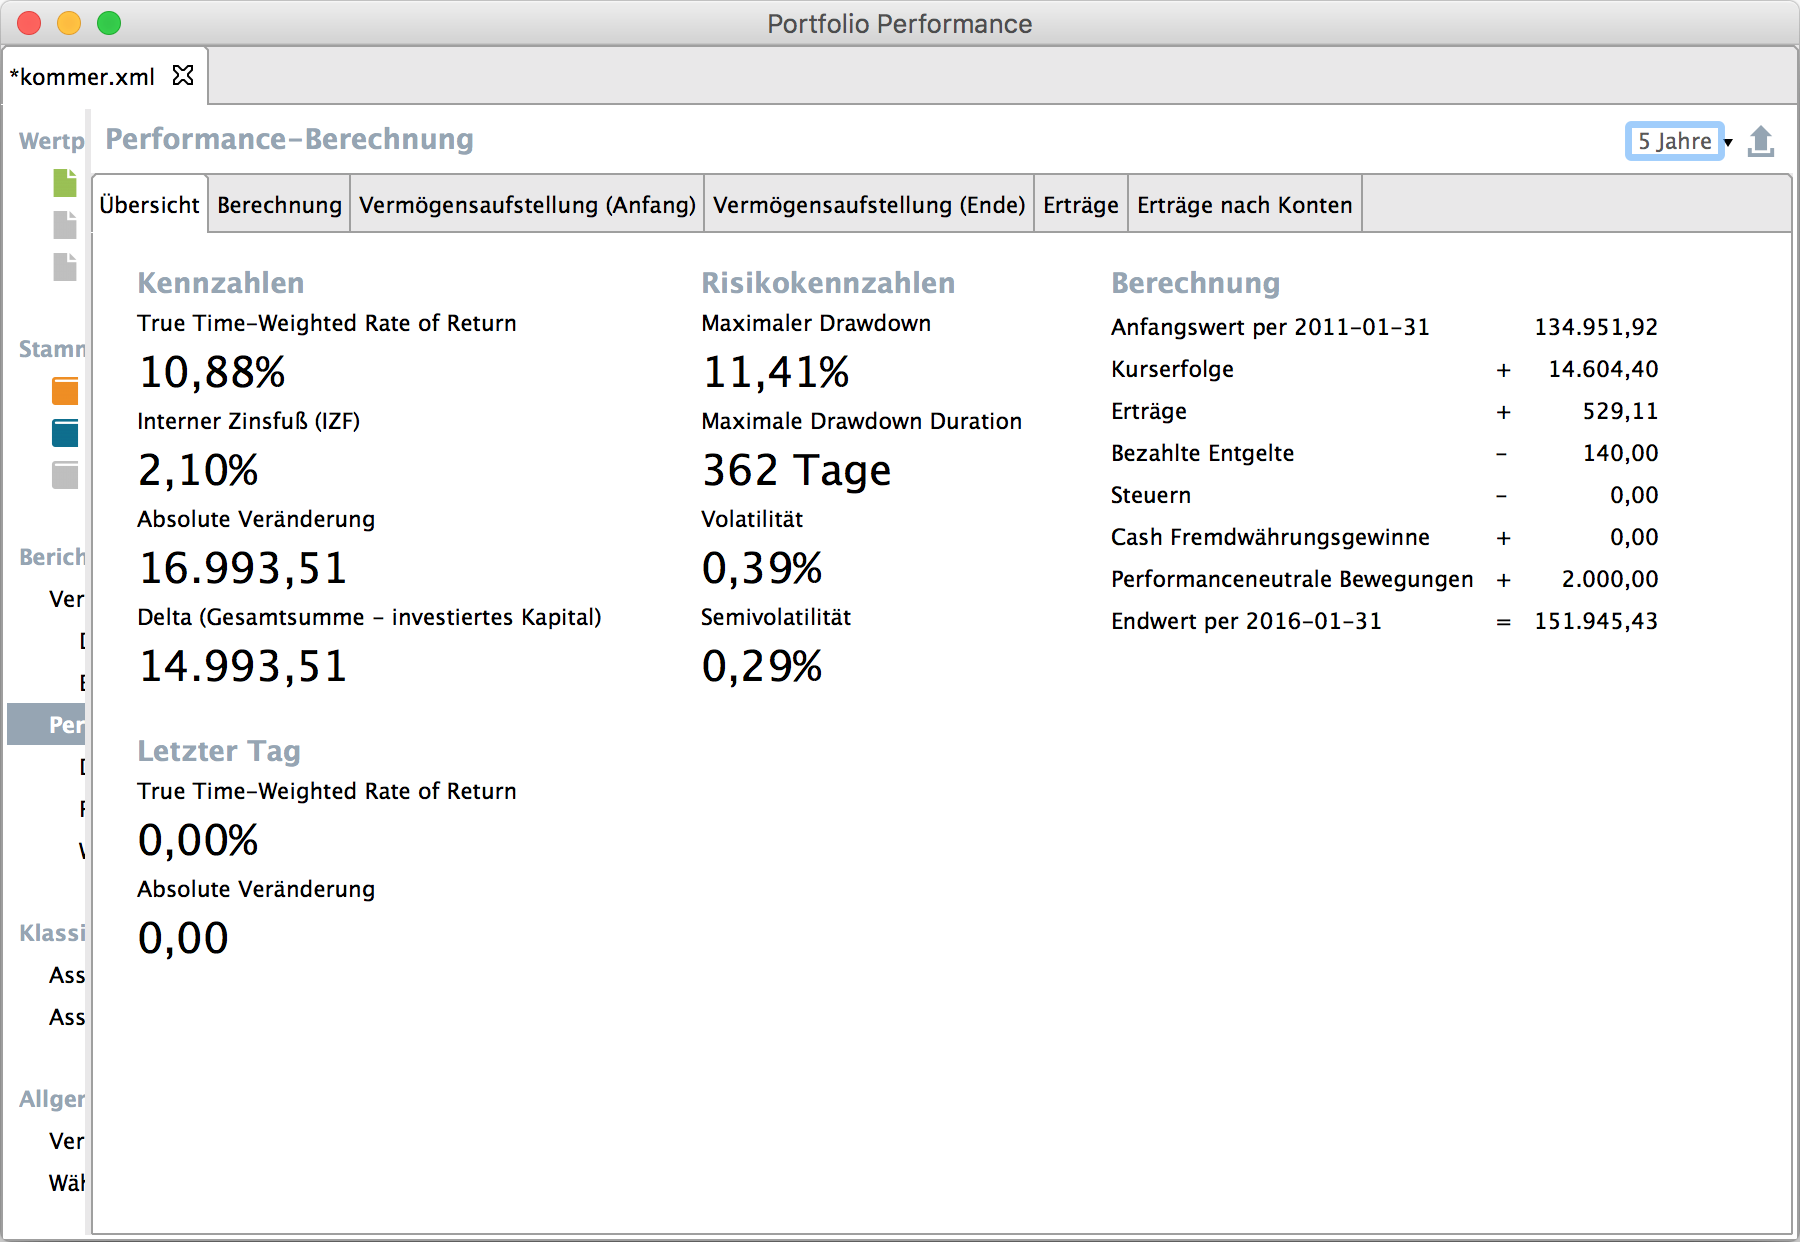 Portfolio Performance
*kommer.xml
Wertp
Stamm
Berich
Ver
Per
Klassi
Ass
Ass
Allger
Ver
Wäh
Performance-Berechnung
5 Jahre
Übersicht Berechnung Vermögensaufstellung (Anfang) Vermögensaufstellung (Ende) Erträge Erträge nach Konten
Kennzahlen
True Time-Weighted Rate of Return
10,88%
Interner Zinsfuß (IZF)
2,10%
Absolute Veränderung
16.993,51
Delta (Gesamtsumme - investiertes Kapital)
14.993,51
Letzter Tag
True Time-Weighted Rate of Return
0,00%
Absolute Veränderung
0,00
Risikokennzahlen
Maximaler Drawdown
11,41%
Maximale Drawdown Duration
362 Tage
Volatilität
0,39%
Semivolatilität
0,29%
Berechnung
Anfangswert per 2011-01-31 134.951,92
Kurserfolge + 14.604,40
Erträge + 529,11
Bezahlte Entgelte - 140,00
Steuern - 0,00
Cash Fremdwährungsgewinne + 0,00
Performanceneutrale Bewegungen + 2.000,00
Endwert per 2016-01-31 = 151.945,43